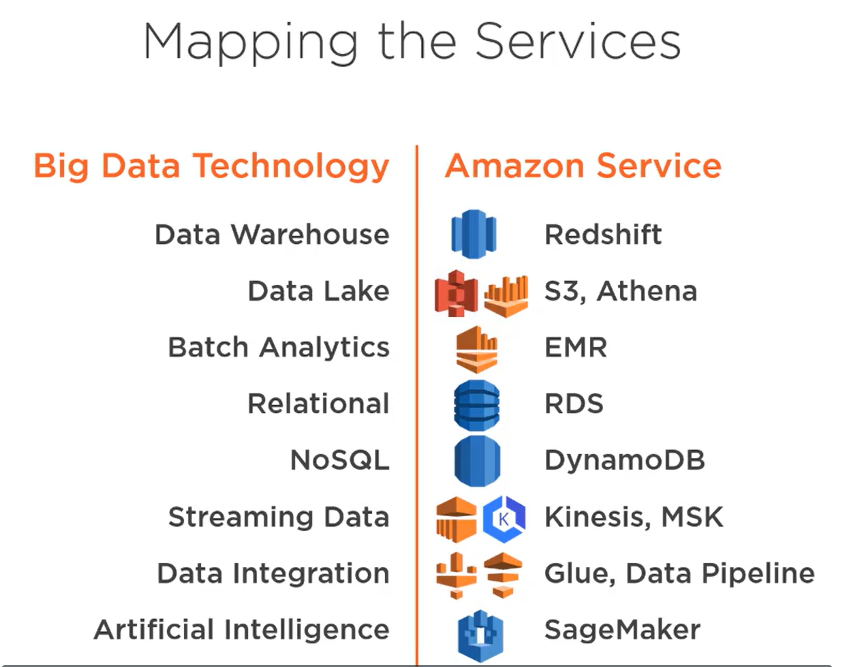 Mapping the Services
Big Data Technology Amazon Service
Data Warehouse Redshift
Data Lake S3, Athena
Batch Analytics EMR
Relational RDS
NoSQL DynamoDB
Streaming Data K Kinesis, MSK
Data Integration Glue, Data Pipeline
Artificial Intelligence SageMaker